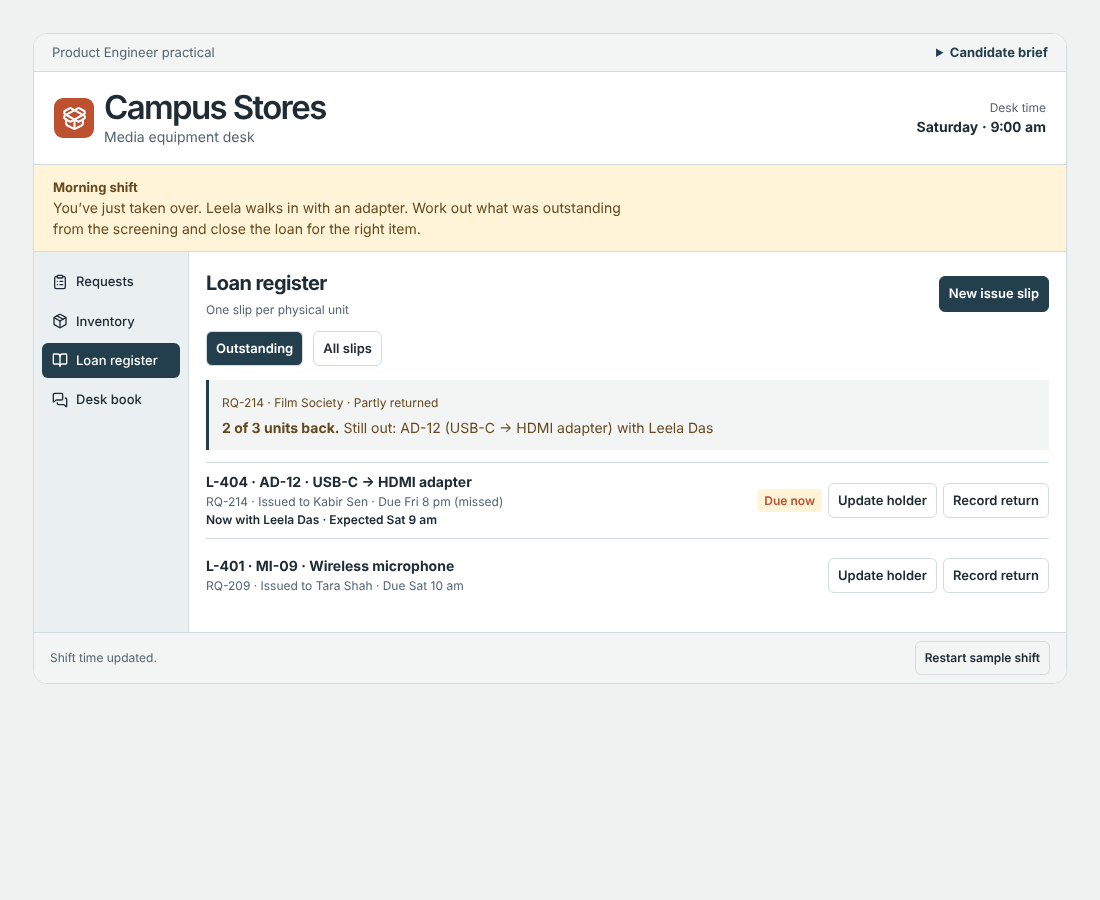 Product Engineer practical
▶ Candidate brief
Campus Stores
Media equipment desk
Desk time
Saturday · 9:00 am
Morning shift
You’ve just taken over. Leela walks in with an adapter. Work out what was outstanding
from the screening and close the loan for the right item.
Requests
Inventory
Loan register
Desk book
Loan register
One slip per physical unit
New issue slip
Outstanding
All slips
RQ-214 · Film Society · Partly returned
2 of 3 units back. Still out: AD-12 (USB-C → HDMI adapter) with Leela Das
L-404 · AD-12 · USB-C → HDMI adapter
RQ-214 · Issued to Kabir Sen · Due Fri 8 pm (missed)
Now with Leela Das · Expected Sat 9 am
Due now
Update holder
Record return
L-401 · MI-09 · Wireless microphone
RQ-209 · Issued to Tara Shah · Due Sat 10 am
Update holder
Record return
Shift time updated.
Restart sample shift